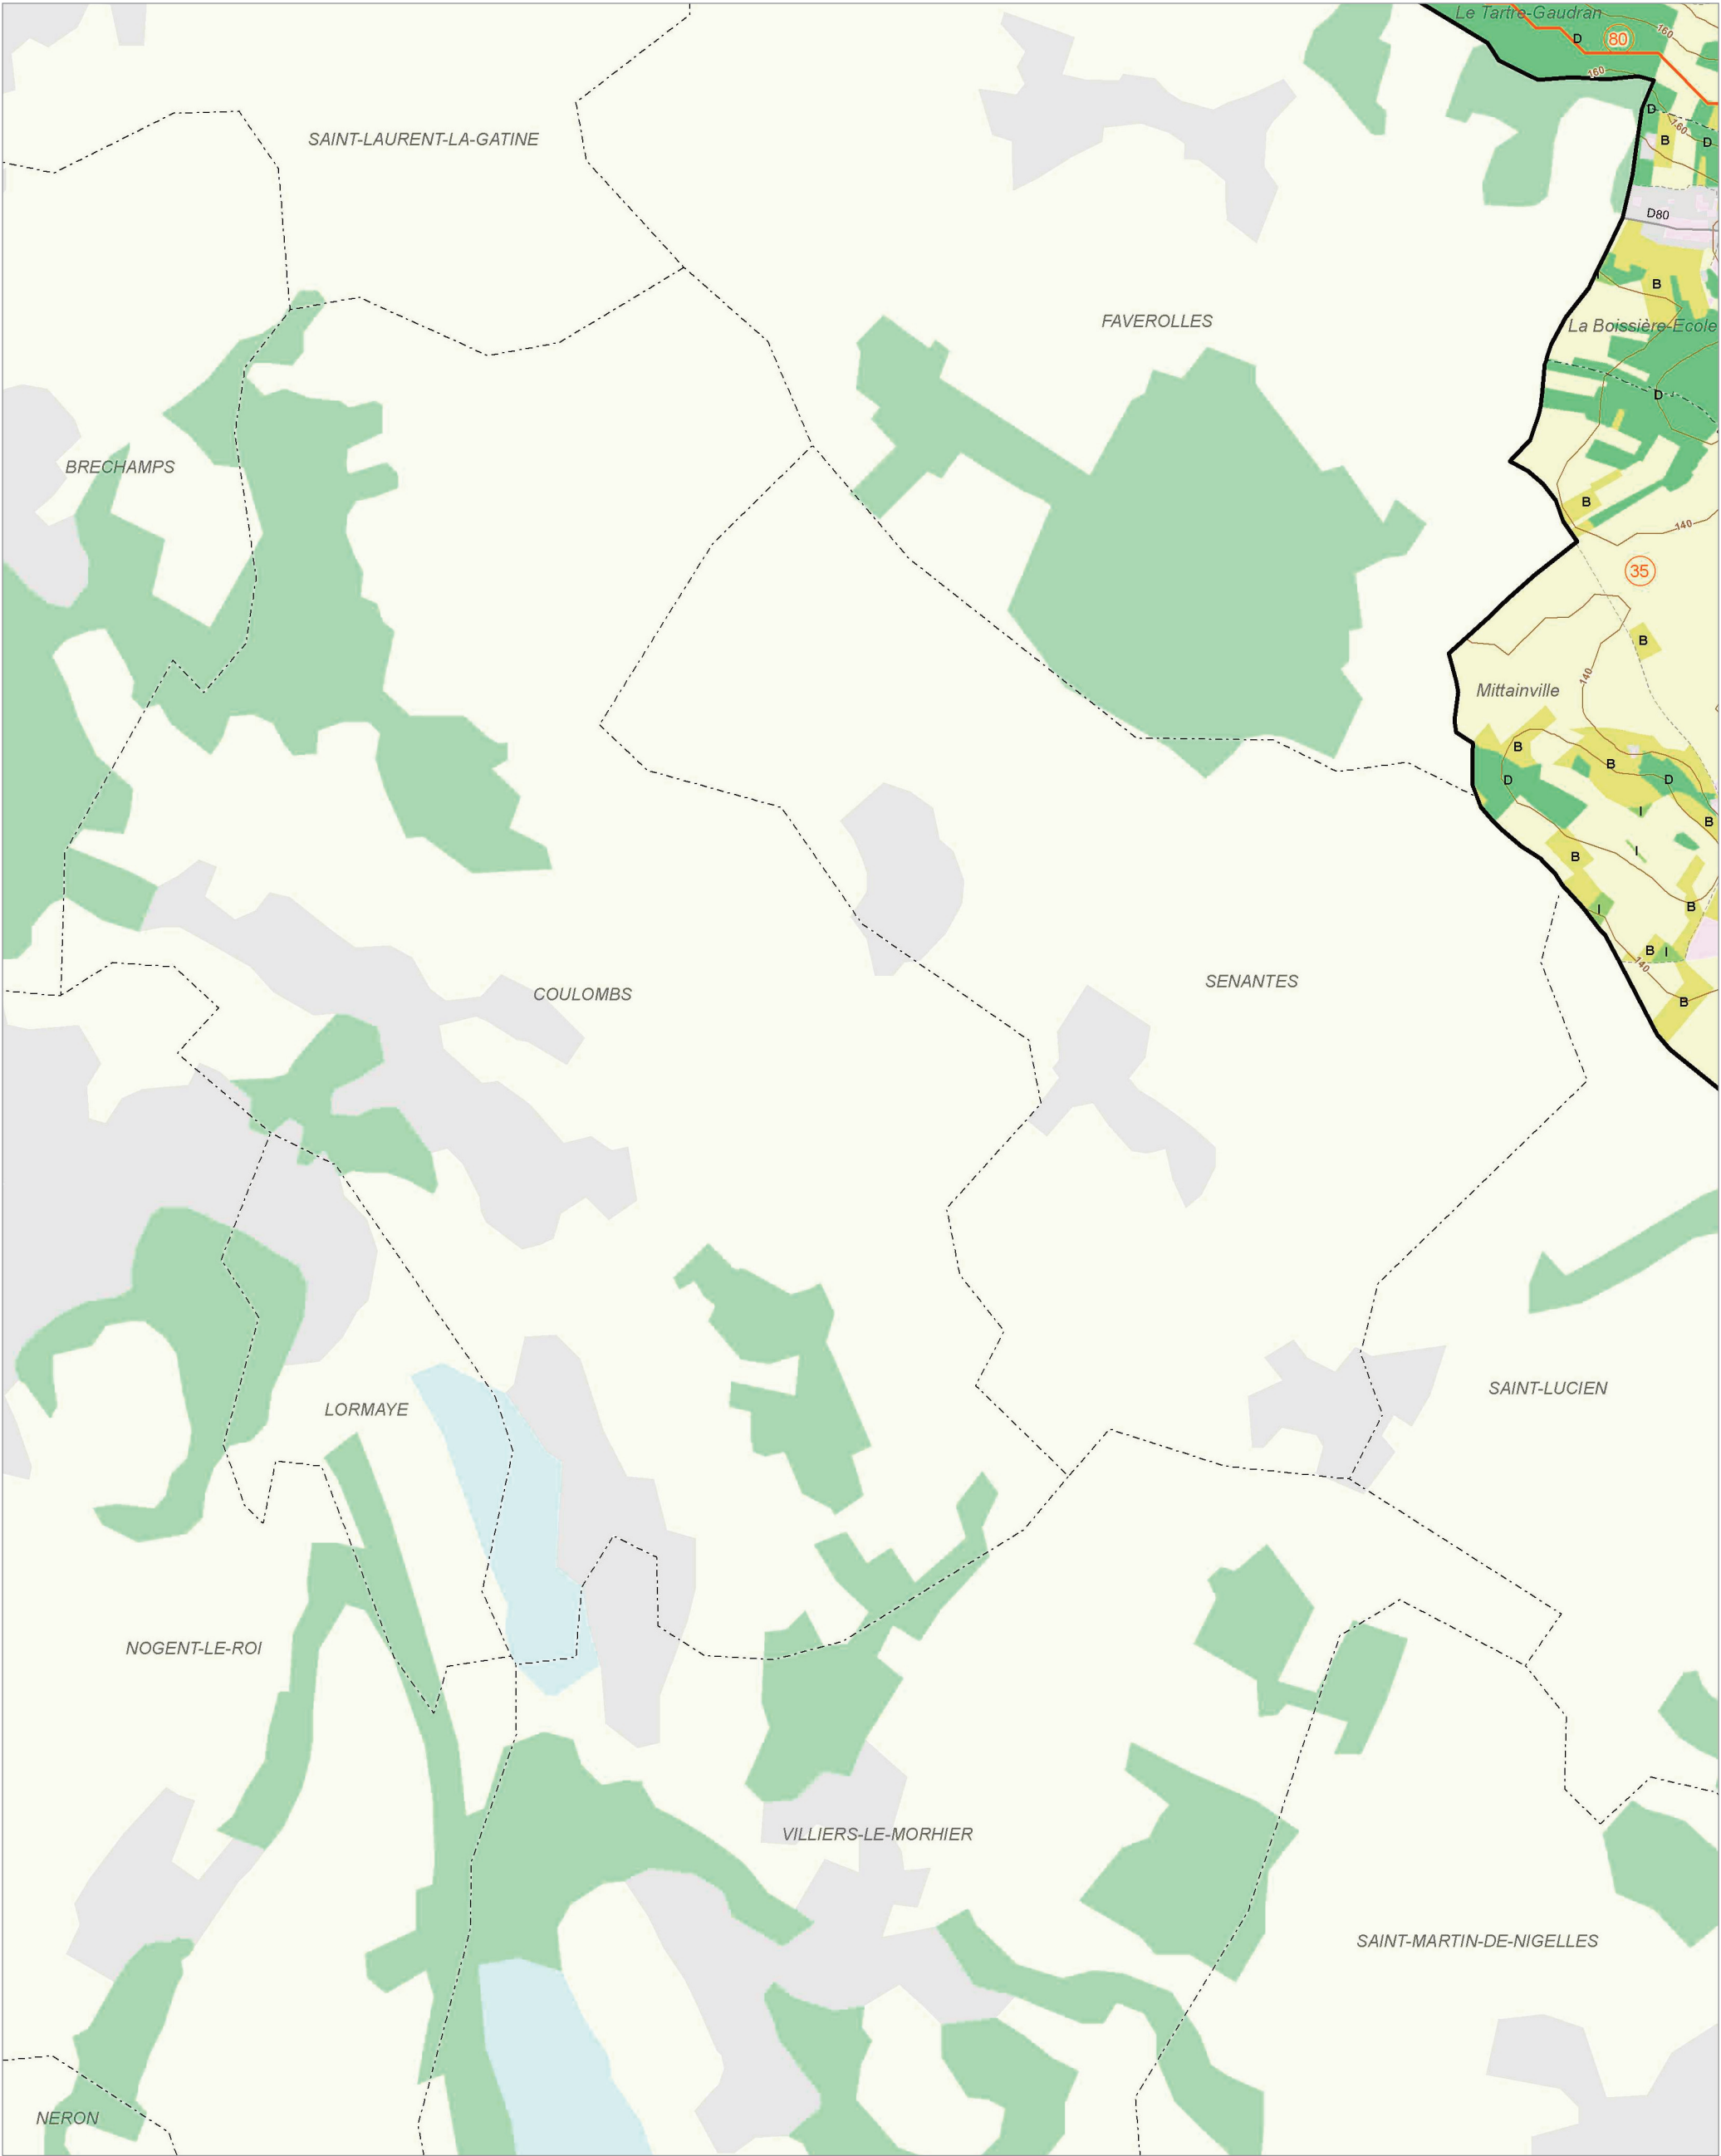 Le Tartre-Gaudran
D
80
160
160
D
160
B
D
SAINT-LAURENT-LA-GATINE
D80
B
FAVEROLLES
La Boissière-Ecole
D
BRECHAMPS
B
140
35
B
140
Mittainville
B
B
D
D
I
B
I
B
I
B
B
I
140
SENANTES
COULOMBS
B
SAINT-LUCIEN
LORMAYE
NOGENT-LE-ROI
VILLIERS-LE-MORHIER
SAINT-MARTIN-DE-NIGELLES
NERON